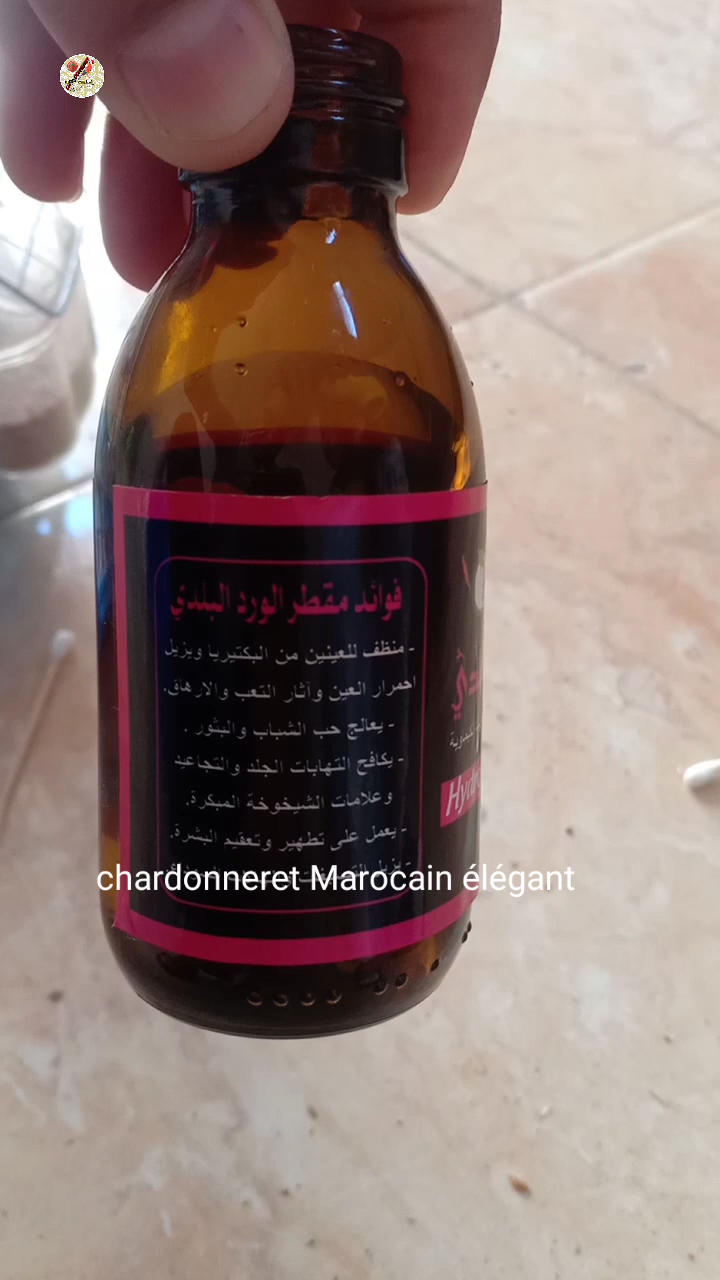 فوائد مقطر الورد البلدي
- منظف للعينين من البكتيريا ويزيل
احمرار العين وآثار التعب والارهاق.
- يعالج حب الشباب والبثور .
- يكافح التهابات الجلد والتجاعيد
وعلامات الشيخوخة المبكرة.
- يعمل على تطهير وتعقيم البشرة.
- يزيل
chardonneret Marocain élégant